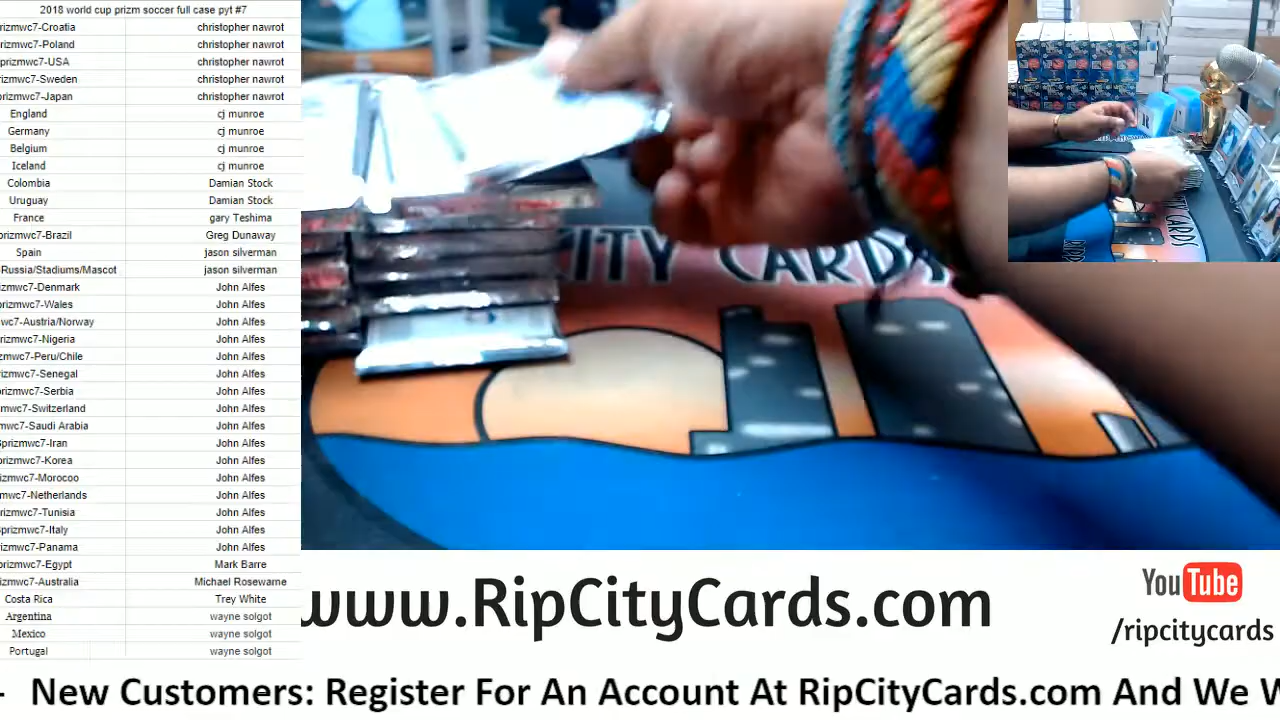 2018 world cup prizm soccer full case pyt #7
rizmwc7-Croatia christopher nawrot
prizmwc7-Poland christopher nawrot
prizmwc7-USA christopher nawrot
rizmwc7-Sweden christopher nawrot
prizmwc7-Japan christopher nawrot
England cj munroe
Germany cj munroe
Belgium cj munroe
Iceland cj munroe
Colombia Damian Stock
Uruguay Damian Stock
France gary Teshima
prizmwc7-Brazil Greg Dunaway
Spain jason silverman
Russia/Stadiums/Mascot jason silverman
rizmwc7-Denmark John Alfes
prizmwc7-Wales John Alfes
wc7-Austria/Norway John Alfes
rizmwc7-Nigeria John Alfes
zmwc7-Peru/Chile John Alfes
izmwc7-Senegal John Alfes
rizmwc7-Serbia John Alfes
mwc7-Switzerland John Alfes
mwc7-Saudi Arabia John Alfes
prizmwc7-Iran John Alfes
prizmwc7-Korea John Alfes
izmwc7-Morocoo John Alfes
mwc7-Netherlands John Alfes
rizmwc7-Tunisia John Alfes
prizmwc7-Italy John Alfes
izmwc7-Panama John Alfes
prizmwc7-Egypt Mark Barre
izmwc7-Australia Michael Rosewarne
Costa Rica Trey White
Argentina wayne solgot
Mexico wayne solgot
Portugal wayne solgot
CITY CARDS
CARDS
www.RipCityCards.com
YouTube
/ripcitycards
- New Customers: Register For An Account At RipCityCards.com And We W